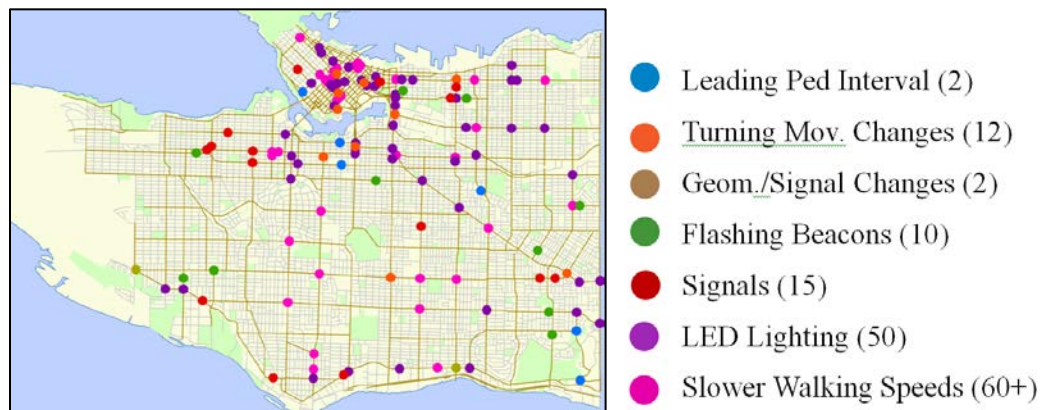 Leading Ped Interval (2)
Turning Mov. Changes (12)
Geom./Signal Changes (2)
Flashing Beacons (10)
Signals (15)
LED Lighting (50)
Slower Walking Speeds (60+)